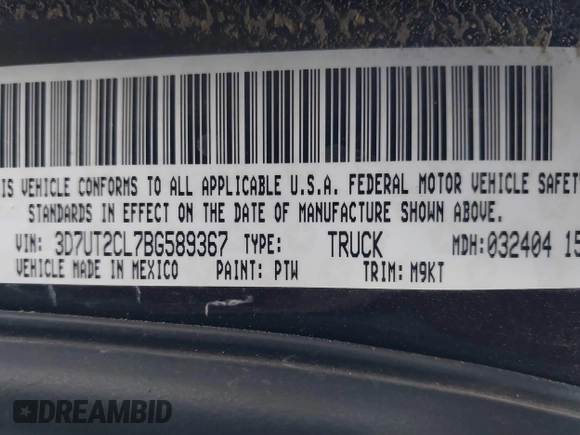 IS VEHICLE CONFORMS TO ALL APPLICABLE U.S.A. FEDERAL MOTOR VEHICLE SAFET
STANDARDS IN EFFECT ON THE DATE OF MANUFACTURE SHOWN ABOVE.
VIN: 3D7UT2CL7BG589367 TYPE: TRUCK MDH:032404 15
VEHICLE MADE IN MEXICO PAINT: PTW TRIM: M9KT
DREAMBID